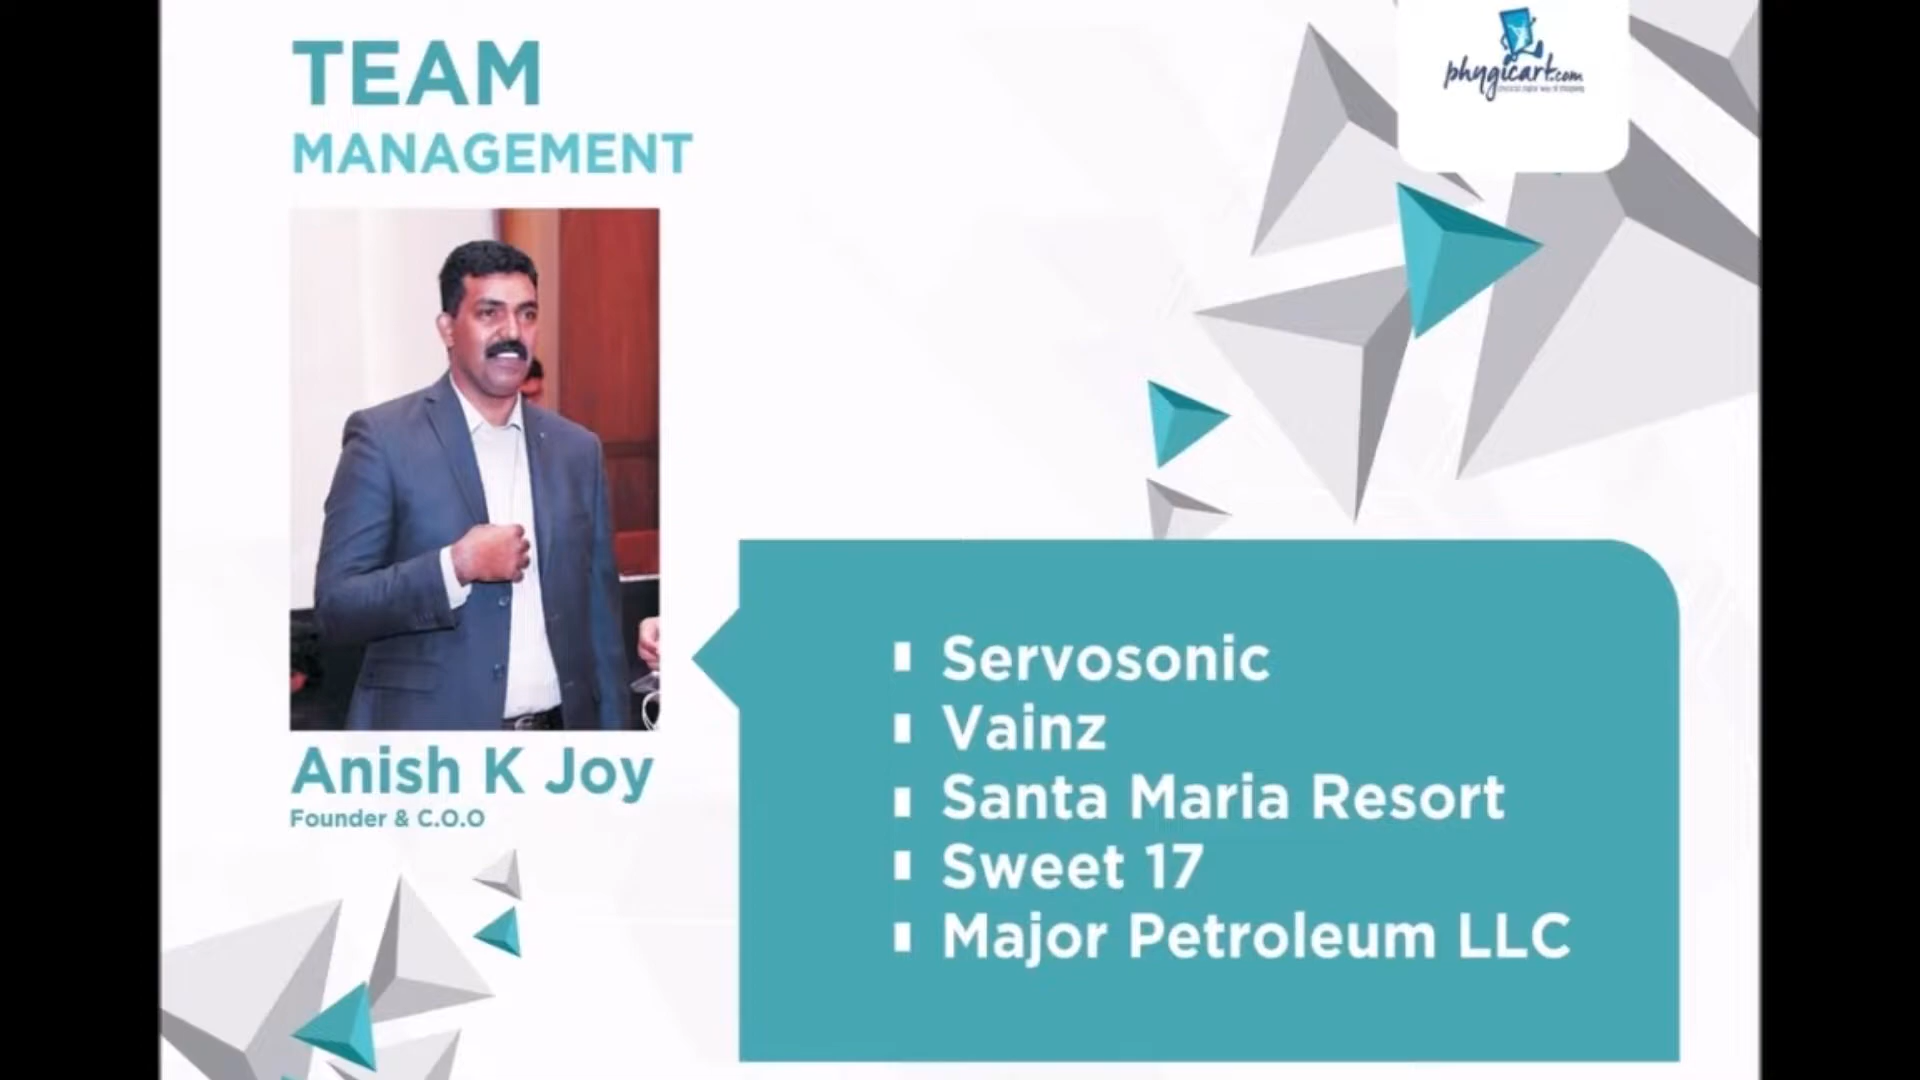 TEAM
MANAGEMENT
phygicart.com
Anish K Joy
Founder & C.O.O
Servosonic
Vainz
Santa Maria Resort
Sweet 17
Major Petroleum LLC